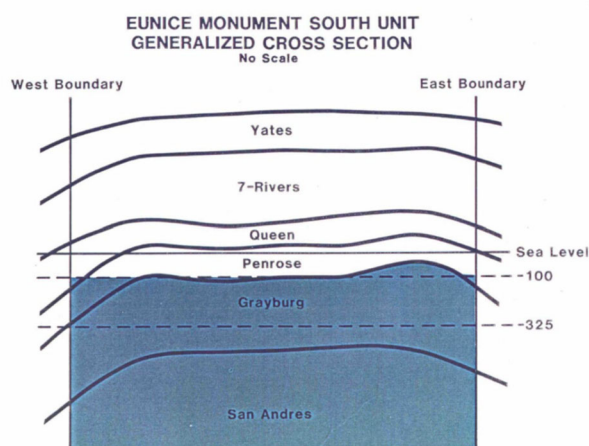 EUNICE MONUMENT SOUTH UNIT
GENERALIZED CROSS SECTION
No Scale
West Boundary
East Boundary
Yates
7-Rivers
Queen
Sea Level
Penrose
-100
Grayburg
-325
San Andres